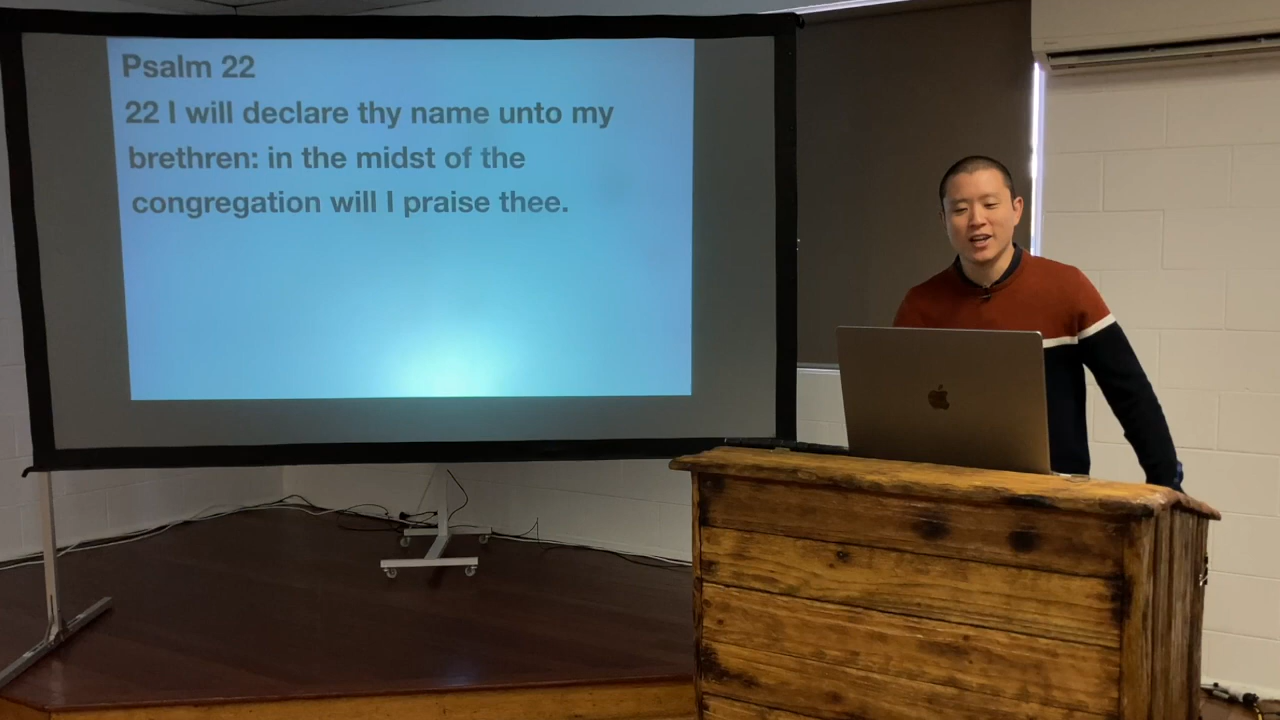 Psalm 22
22 I will declare thy name unto my
brethren: in the midst of the
congregation will I praise thee.